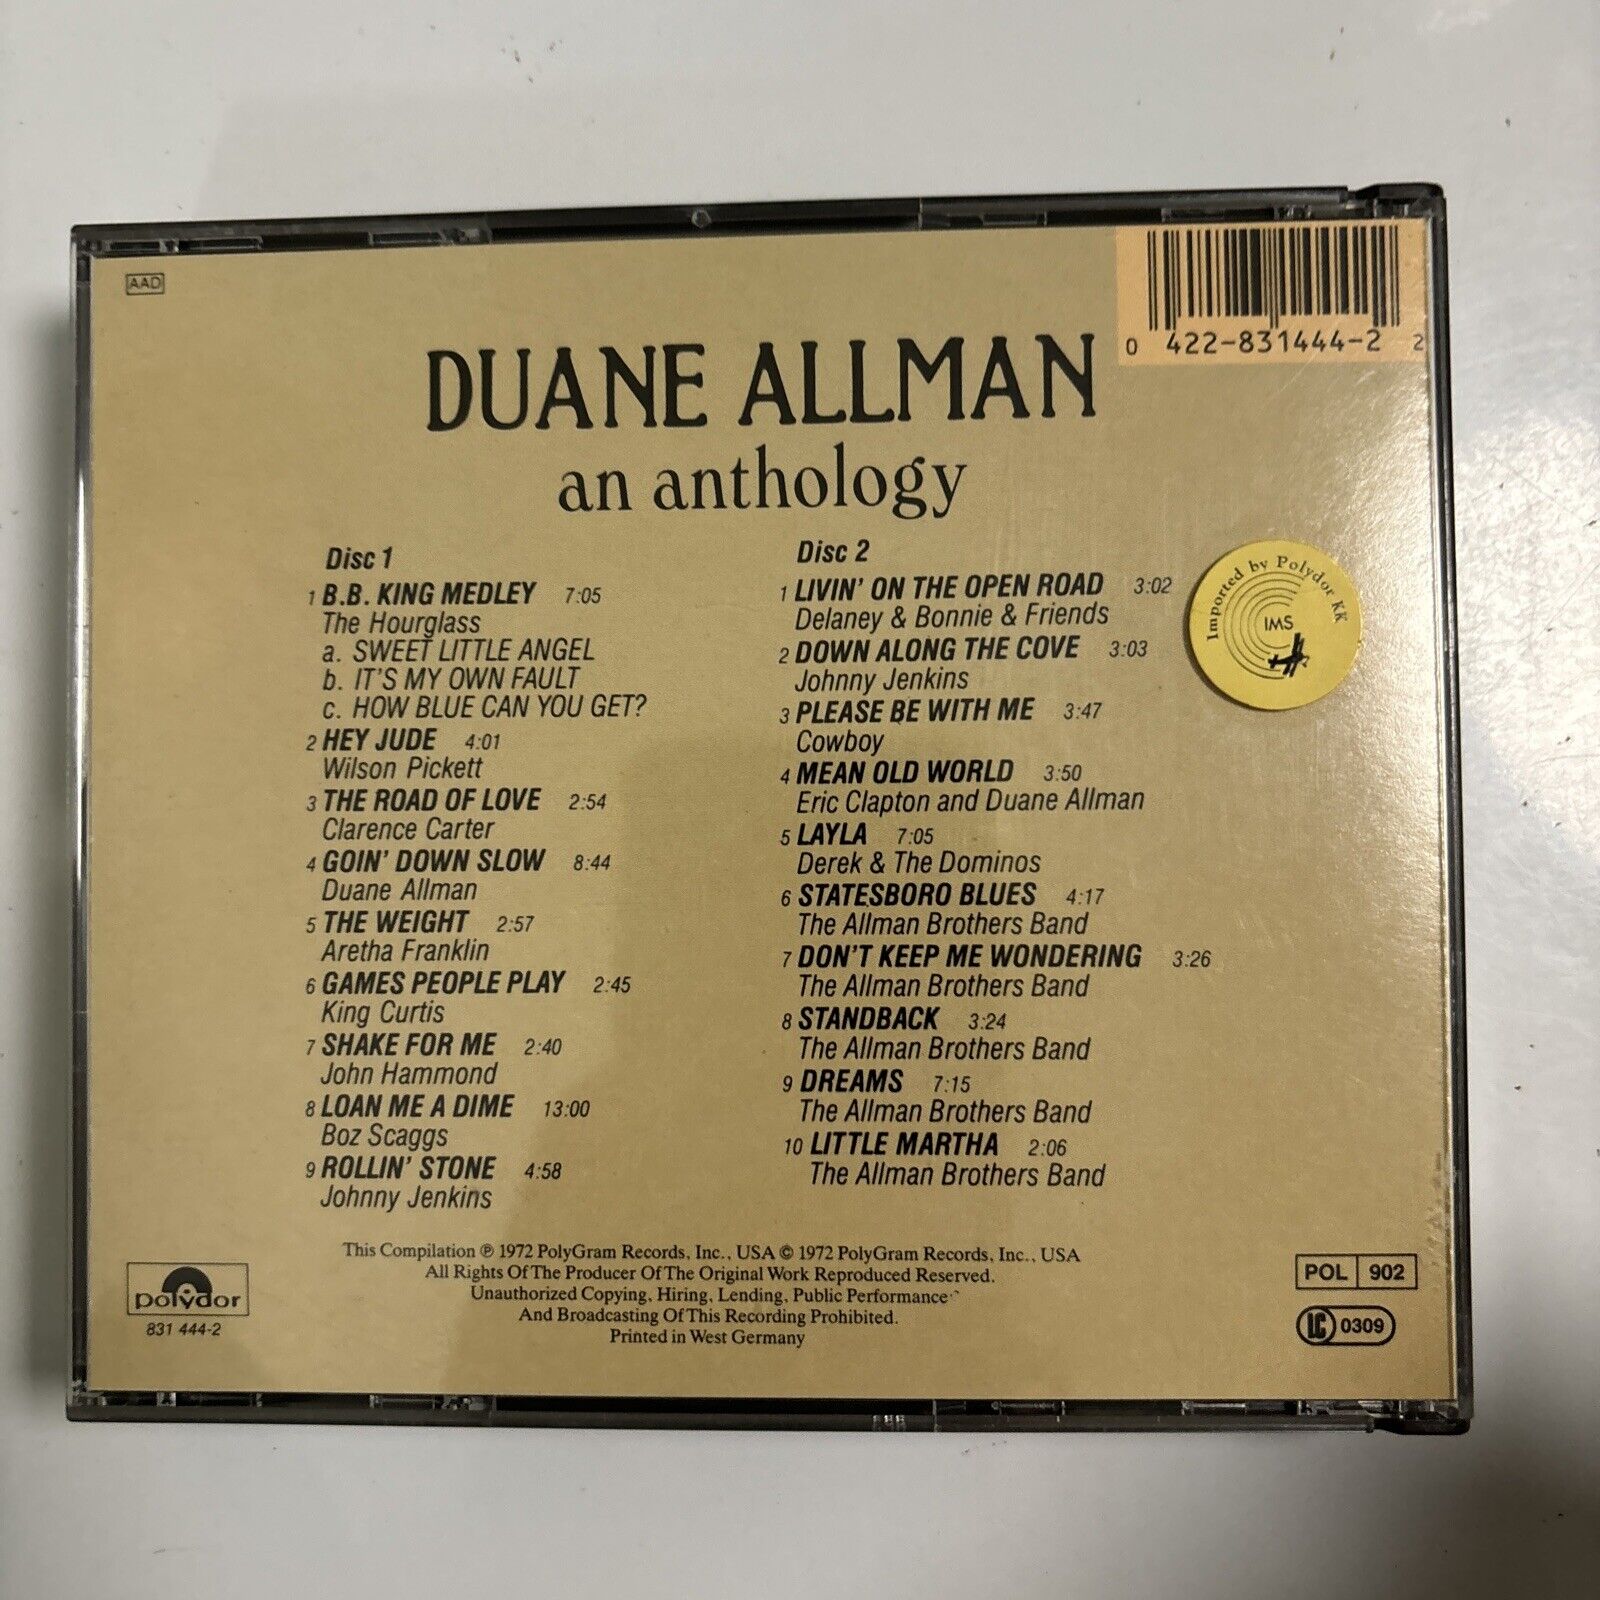 AAD
0 422-831444-2 2
DUANE ALLMAN
an anthology
Disc 1
1 B.B. KING MEDLEY 7:05
The Hourglass
a. SWEET LITTLE ANGEL
b. IT'S MY OWN FAULT
c. HOW BLUE CAN YOU GET?
2 HEY JUDE 4:01
Wilson Pickett
3 THE ROAD OF LOVE 2:54
Clarence Carter
4 GOIN' DOWN SLOW 8:44
Duane Allman
5 THE WEIGHT 2:57
Aretha Franklin
6 GAMES PEOPLE PLAY 2:45
King Curtis
7 SHAKE FOR ME 2:40
John Hammond
8 LOAN ME A DIME 13:00
Boz Scaggs
9 ROLLIN' STONE 4:58
Johnny Jenkins
Disc 2
1 LIVIN' ON THE OPEN ROAD 3:02
Delaney & Bonnie & Friends
2 DOWN ALONG THE COVE 3:03
Johnny Jenkins
3 PLEASE BE WITH ME 3:47
Cowboy
4 MEAN OLD WORLD 3:50
Eric Clapton and Duane Allman
5 LAYLA 7:05
Derek & The Dominos
6 STATESBORO BLUES 4:17
The Allman Brothers Band
7 DON'T KEEP ME WONDERING 3:26
The Allman Brothers Band
8 STANDBACK 3:24
The Allman Brothers Band
9 DREAMS 7:15
The Allman Brothers Band
10 LITTLE MARTHA 2:06
The Allman Brothers Band
Imported by Polydor KK
IMS
This Compilation ℗ 1972 PolyGram Records, Inc., USA © 1972 PolyGram Records, Inc., USA
All Rights Of The Producer Of The Original Work Reproduced Reserved.
Unauthorized Copying, Hiring, Lending, Public Performance
And Broadcasting Of This Recording Prohibited.
Printed in West Germany
polydor
831 444-2
POL 902
LC 0309